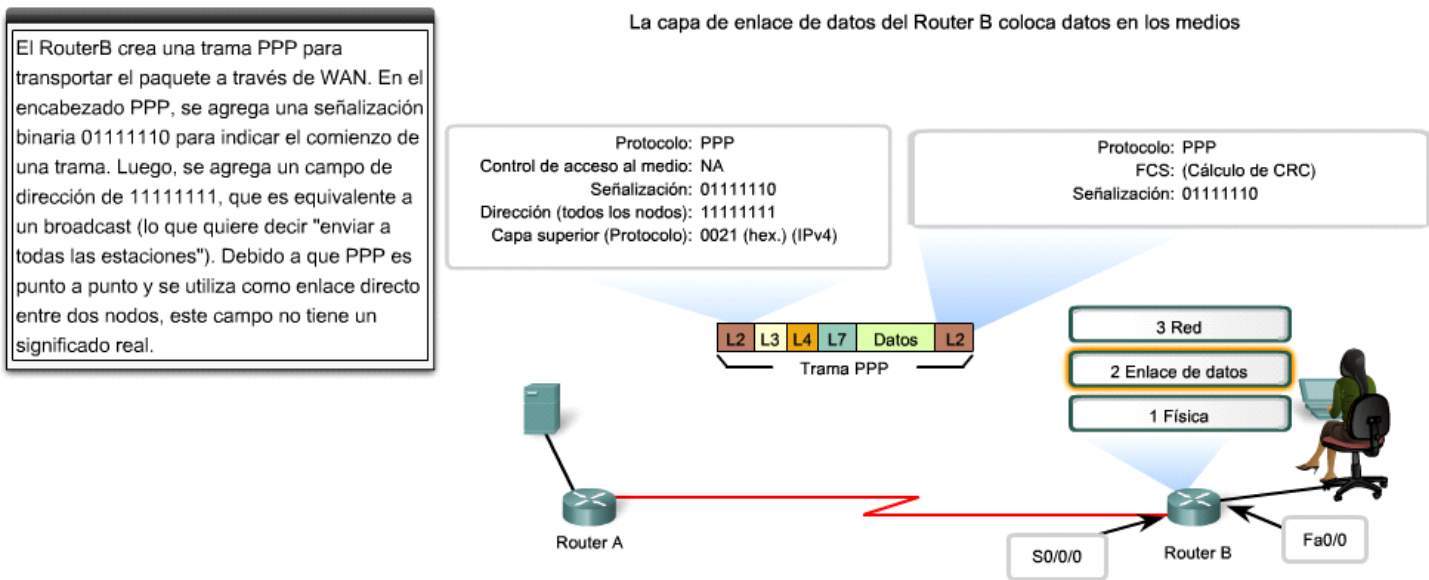 La capa de enlace de datos del Router B coloca datos en los medios
El RouterB crea una trama PPP para
transportar el paquete a través de WAN. En el
encabezado PPP, se agrega una señalización
binaria 01111110 para indicar el comienzo de
una trama. Luego, se agrega un campo de
dirección de 11111111, que es equivalente a
un broadcast (lo que quiere decir "enviar a
todas las estaciones"). Debido a que PPP es
punto a punto y se utiliza como enlace directo
entre dos nodos, este campo no tiene un
significado real.
Protocolo: PPP
Control de acceso al medio: NA
Señalización: 01111110
Dirección (todos los nodos): 11111111
Capa superior (Protocolo): 0021 (hex.) (IPv4)
Protocolo: PPP
FCS: (Cálculo de CRC)
Señalización: 01111110
L2 L3 L4 L7 Datos L2
Trama PPP
3 Red
2 Enlace de datos
1 Física
Router A
S0/0/0
Router B
Fa0/0